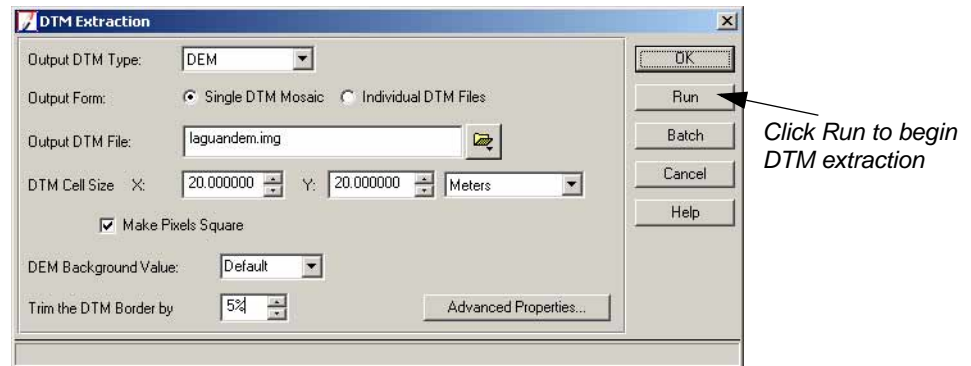 DTM Extraction
Output DTM Type: DEM OK
Output Form: Single DTM Mosaic Individual DTM Files Run
Output DTM File: laguandem.img Batch
Click Run to begin
DTM extraction
DTM Cell Size X: 20.000000 Y: 20.000000 Meters Cancel
Make Pixels Square Help
DEM Background Value: Default
Trim the DTM Border by 5% Advanced Properties...